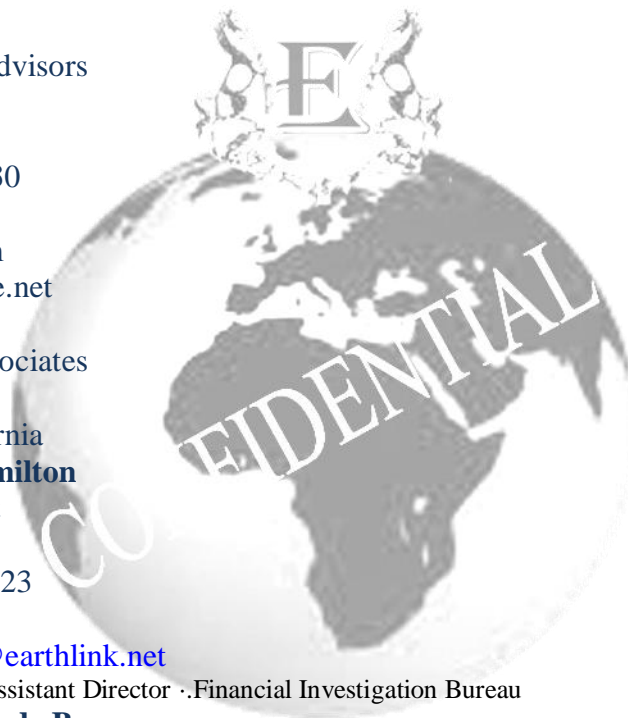 E
dvisors
30
n
e.net
ociates
rnia
milton
23
@earthlink.net
ssistant Director ·.Financial Investigation Bureau
CONFIDENTIAL